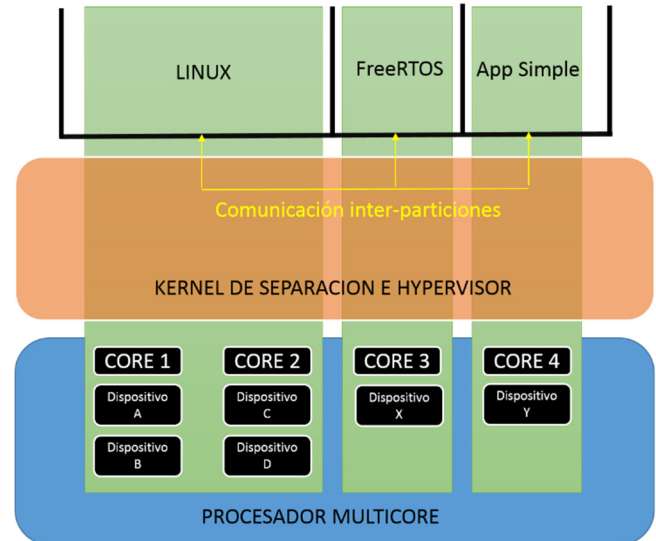 LINUX
FreeRTOS
App Simple
Comunicación inter-particiones
KERNEL DE SEPARACION E HYPERVISOR
CORE 1
CORE 2
CORE 3
CORE 4
Dispositivo
A
Dispositivo
C
Dispositivo
X
Dispositivo
Y
Dispositivo
B
Dispositivo
D
PROCESADOR MULTICORE